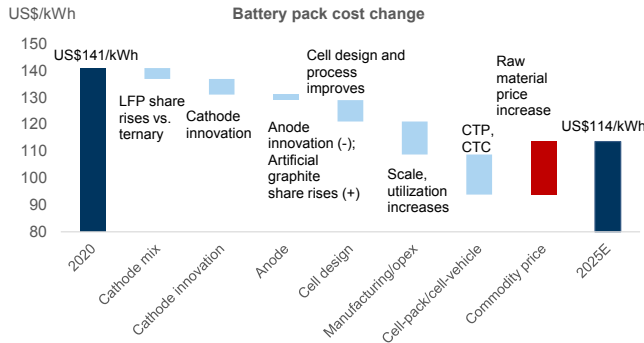 US$/kWh
Battery pack cost change
150
140
130
120
110
100
90
80
US$141/kWh
LFP share
rises vs.
ternary
Cathode
innovation
Anode
innovation (-);
Artificial
graphite
share rises (+)
Cell design and
process
improves
Scale,
utilization
increases
CTP,
CTC
Raw
material
price
increase
US$114/kWh
2020
Cathode mix
Cathode innovation
Anode
Cell design
Manufacturing/opex
Cell-pack/cell-vehicle
Commodity price
2025E